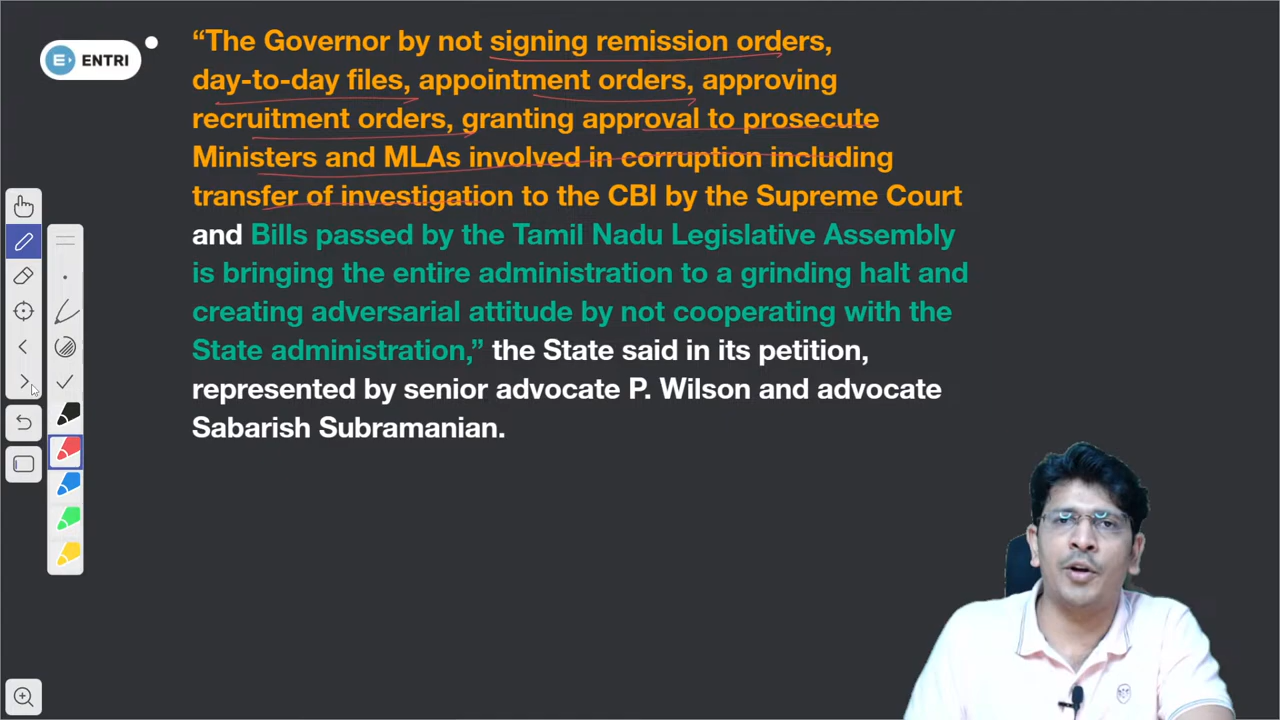 ENTRI
“The Governor by not signing remission orders,
day-to-day files, appointment orders, approving
recruitment orders, granting approval to prosecute
Ministers and MLAs involved in corruption including
transfer of investigation to the CBI by the Supreme Court
and Bills passed by the Tamil Nadu Legislative Assembly
is bringing the entire administration to a grinding halt and
creating adversarial attitude by not cooperating with the
State administration,” the State said in its petition,
represented by senior advocate P. Wilson and advocate
Sabarish Subramanian.